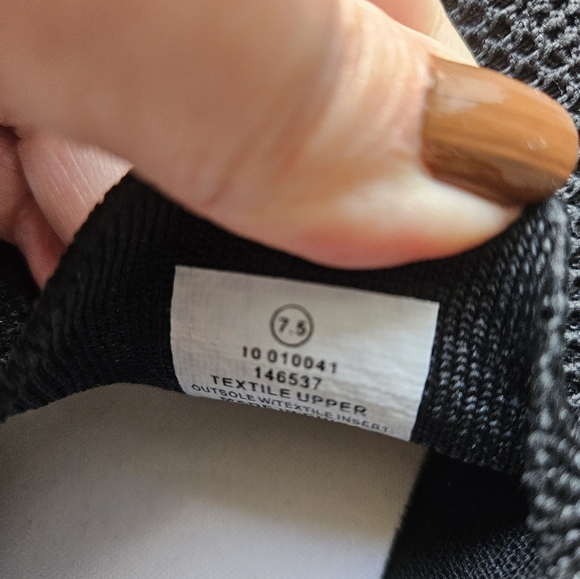 7.5
10 010041
146537
TEXTILE UPPER
OUTSOLE W/TEXTILE INSERT